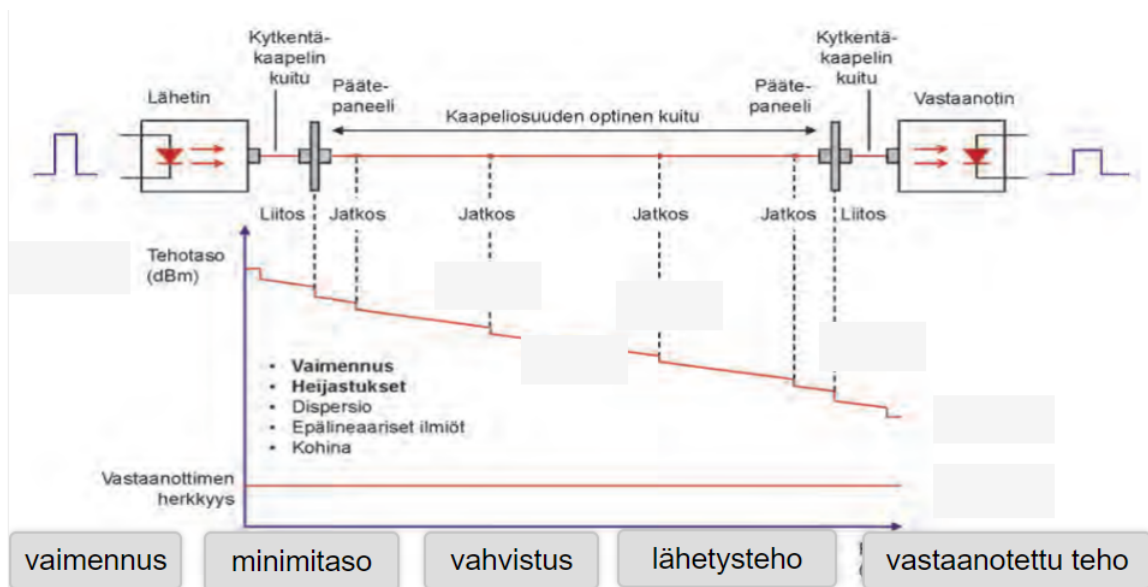 Kytkentä-
kaapelin
kuitu
Kytkentä-
kaapelin
kuitu
Lähetin
Pääte-
paneeli
Kaapeliosuuden optinen kuitu
Pääte-
paneeli
Vastaanotin
Liitos
Jatkos
Jatkos
Jatkos
Jatkos
Liitos
Tehotaso
(dBm)
• Vaimennus
• Heijastukset
• Dispersio
• Epälineaariset ilmiöt
• Kohina
Vastaanottimen
herkkyys
vaimennus
minimitaso
vahvistus
lähetysteho
vastaanotettu teho